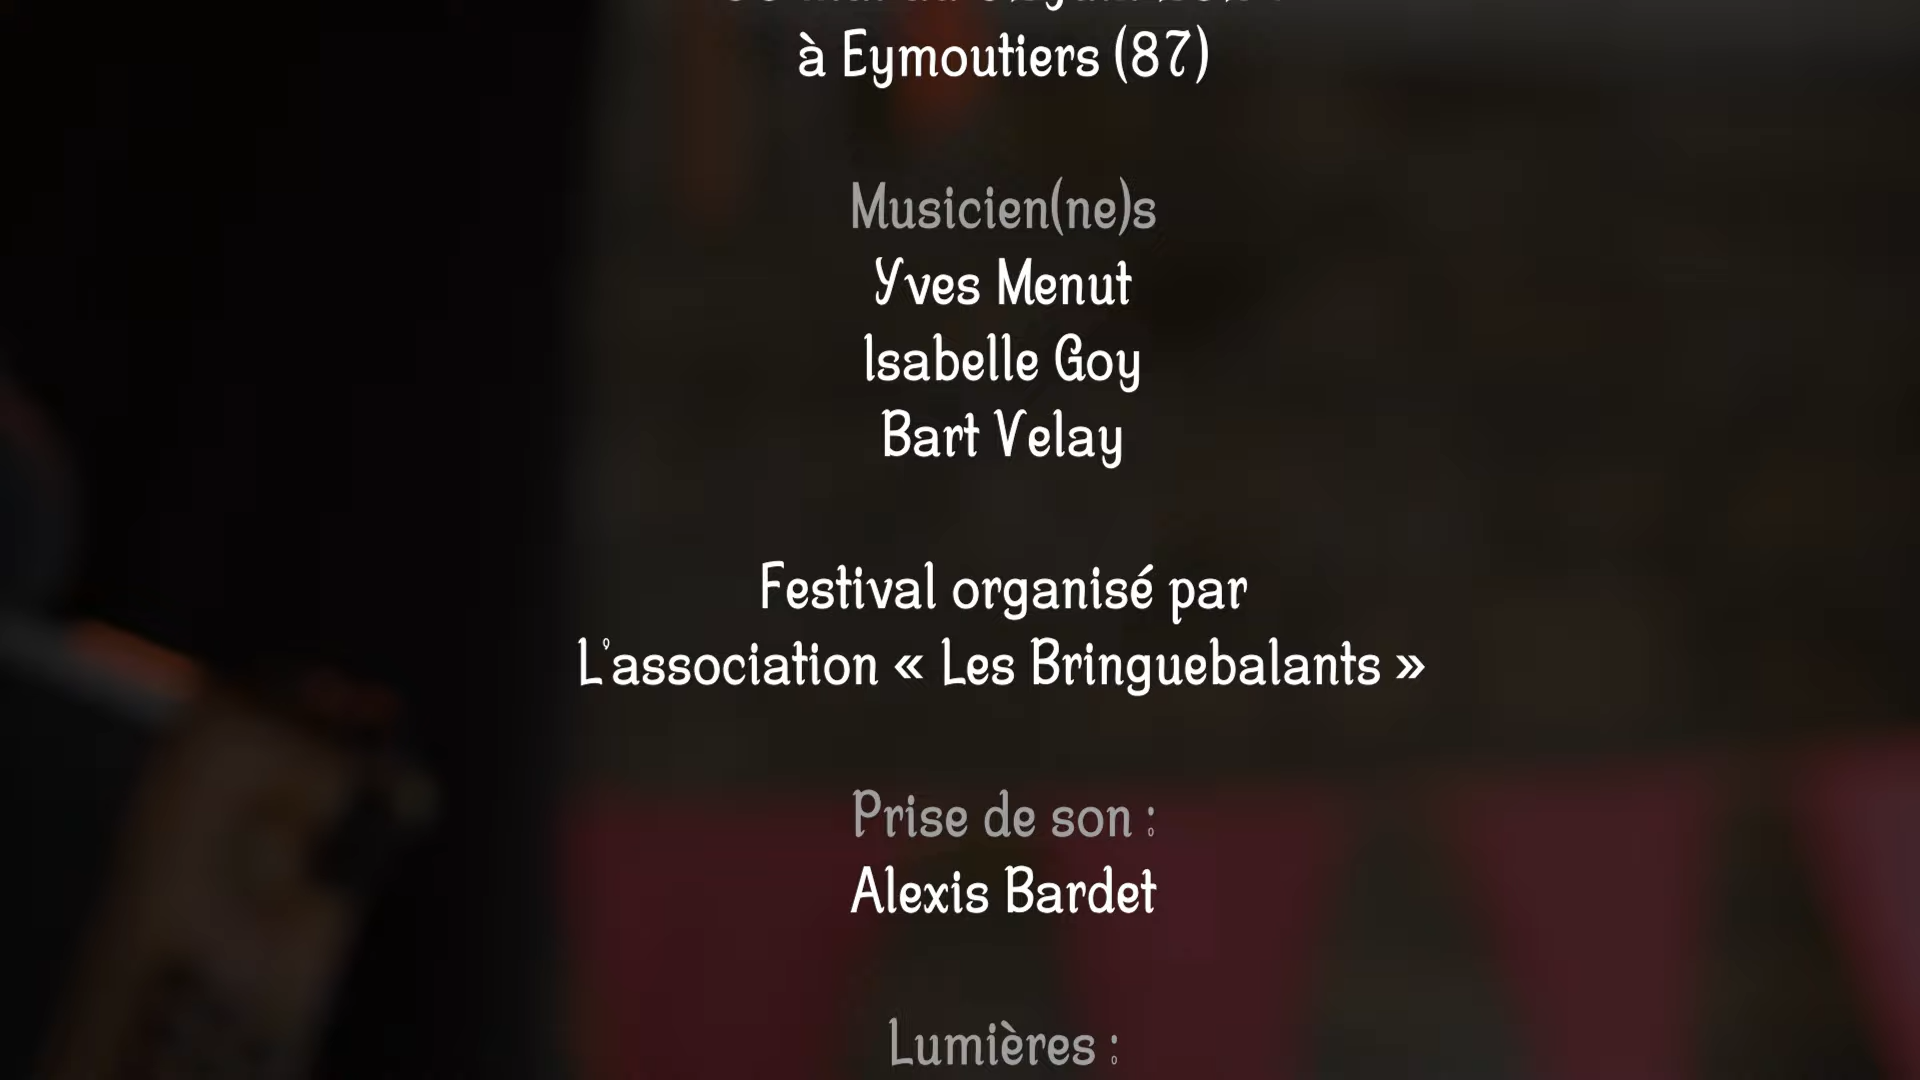 à Eymoutiers (87)
Musicien(ne)s
Yves Menut
Isabelle Goy
Bart Velay
Festival organisé par
L'association « Les Bringuebalants »
Prise de son :
Alexis Bardet
Lumières :